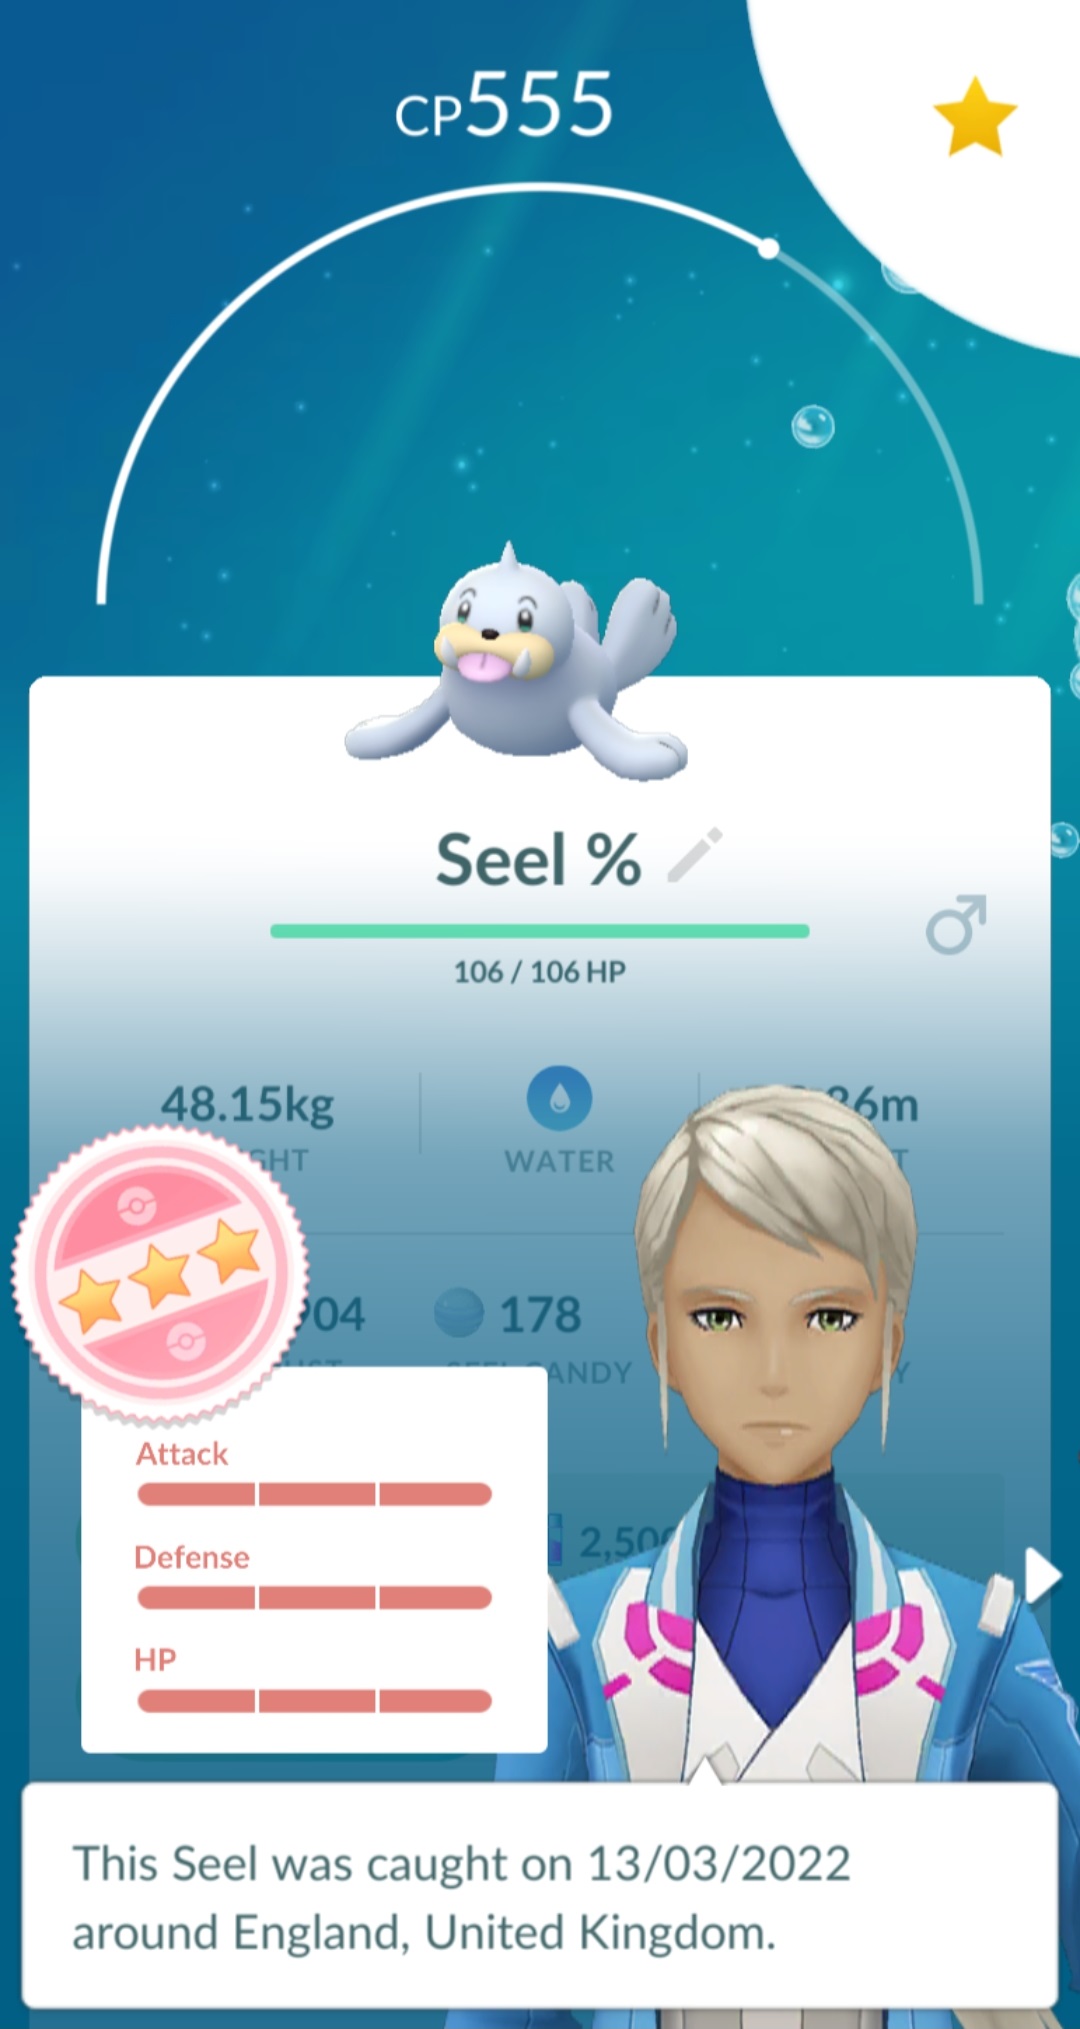 CP555
Seel %
106 / 106 HP
48.15kg
WATER
178
Attack
Defense
HP
This Seel was caught on 13/03/2022
around England, United Kingdom.